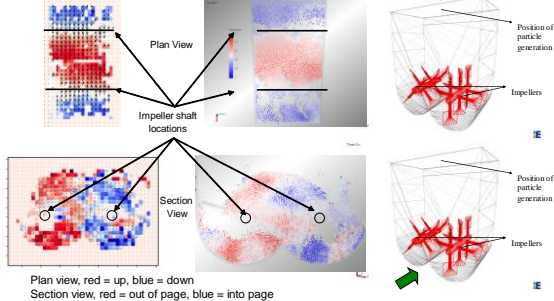 Plan View
Position of
particle
generation
Impellers
Impeller shaft
locations
Section
View
Position of
particle
generation
Impellers
Plan view, red = up, blue = down
Section view, red = out of page, blue = into page